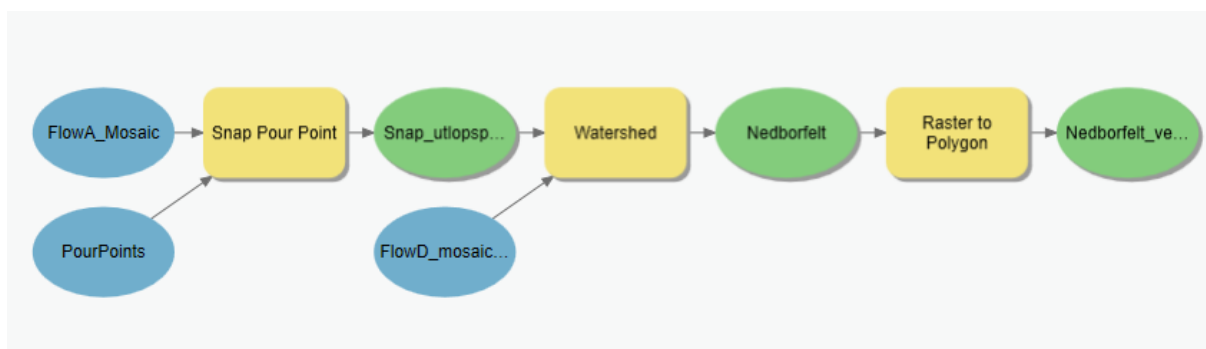 FlowA_Mosaic
Snap Pour Point
Snap_utlopsp...
Watershed
Nedborfelt
Raster to
Polygon
Nedborfelt_ve...
PourPoints
FlowD_mosaic...